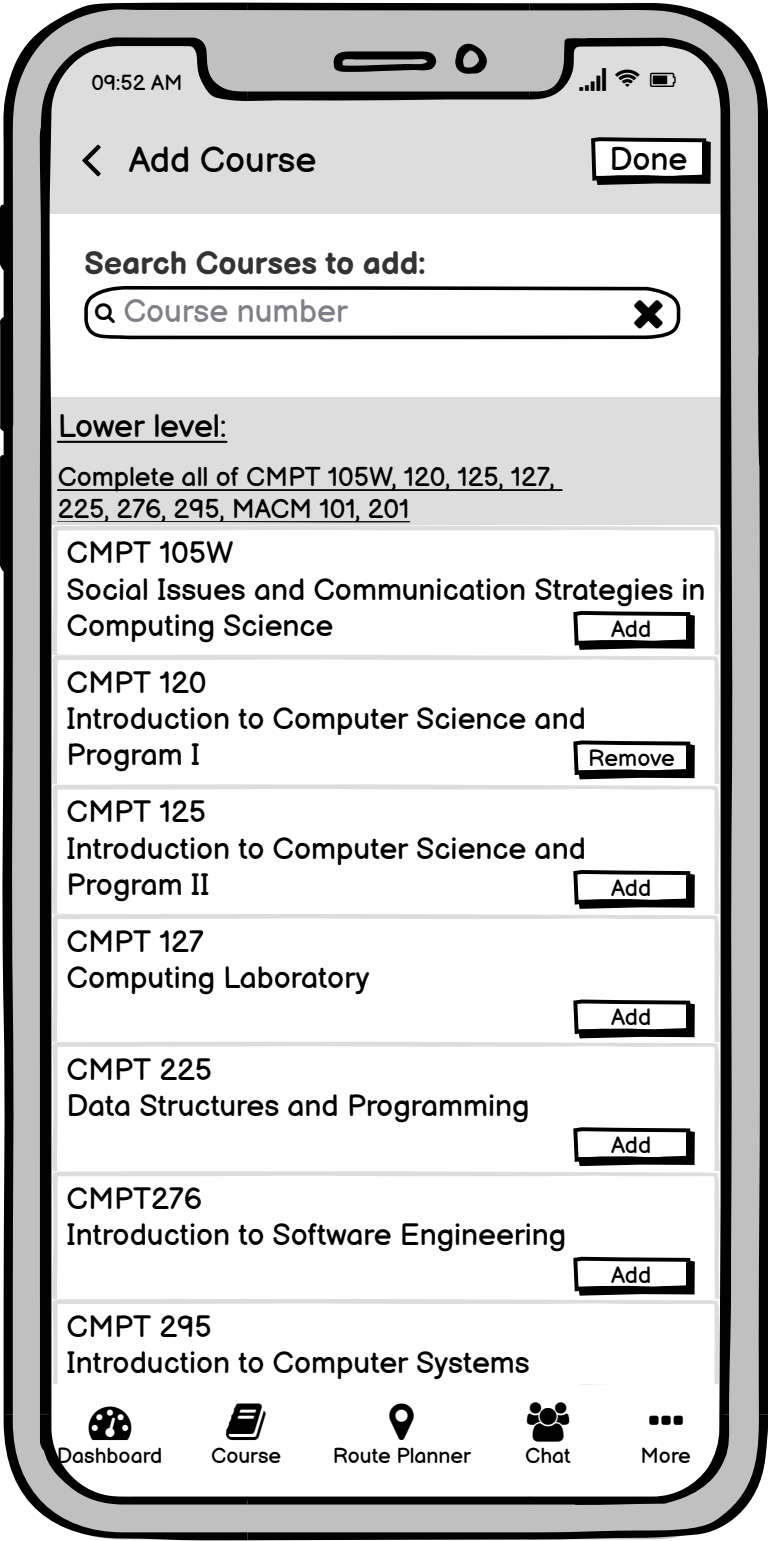 09:52 AM
Add Course
Done
Search Courses to add:
Course number
Lower level:
Complete all of CMPT 105W, 120, 125, 127,
225, 276, 295, MACM 101, 201
CMPT 105W
Social Issues and Communication Strategies in
Computing Science
Add
CMPT 120
Introduction to Computer Science and
Program I
Remove
CMPT 125
Introduction to Computer Science and
Program II
Add
CMPT 127
Computing Laboratory
Add
CMPT 225
Data Structures and Programming
Add
CMPT276
Introduction to Software Engineering
Add
CMPT 295
Introduction to Computer Systems
Dashboard
Course
Route Planner
Chat
More